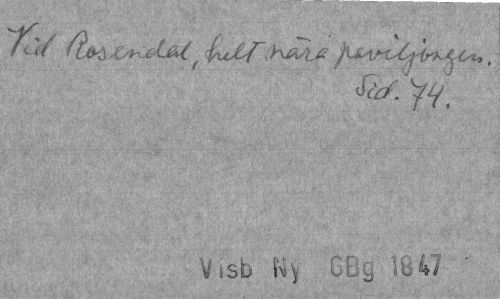 Vid Rosendal, helt nära paviljongen.
Sid. 74.
Visb Ny GBg 1847